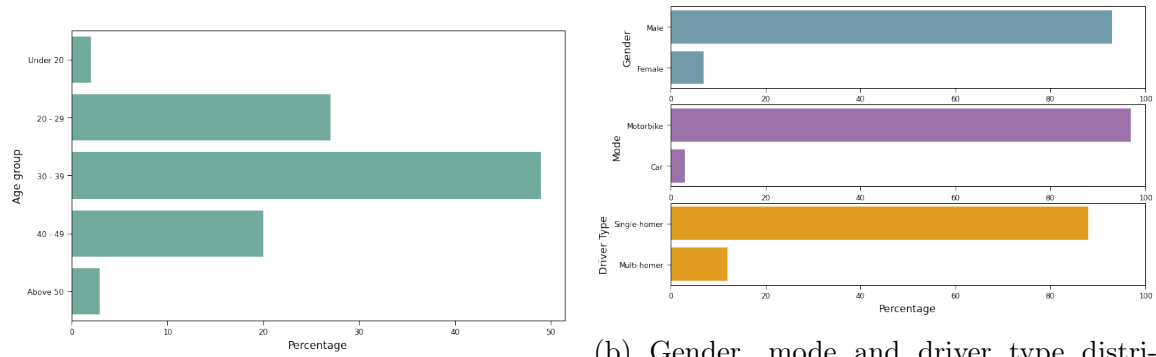 Age group
Under 20
20 - 29
30 - 39
40 - 49
Above 50
0 10 20 30 40 50
Percentage
Gender
Male
Female
0 20 40 60 80 100
Mode
Motorbike
Car
0 20 40 60 80 100
Driver Type
Single-homer
Multi-homer
0 20 40 60 80 100
Percentage
(b) Gender, mode and driver type distri-